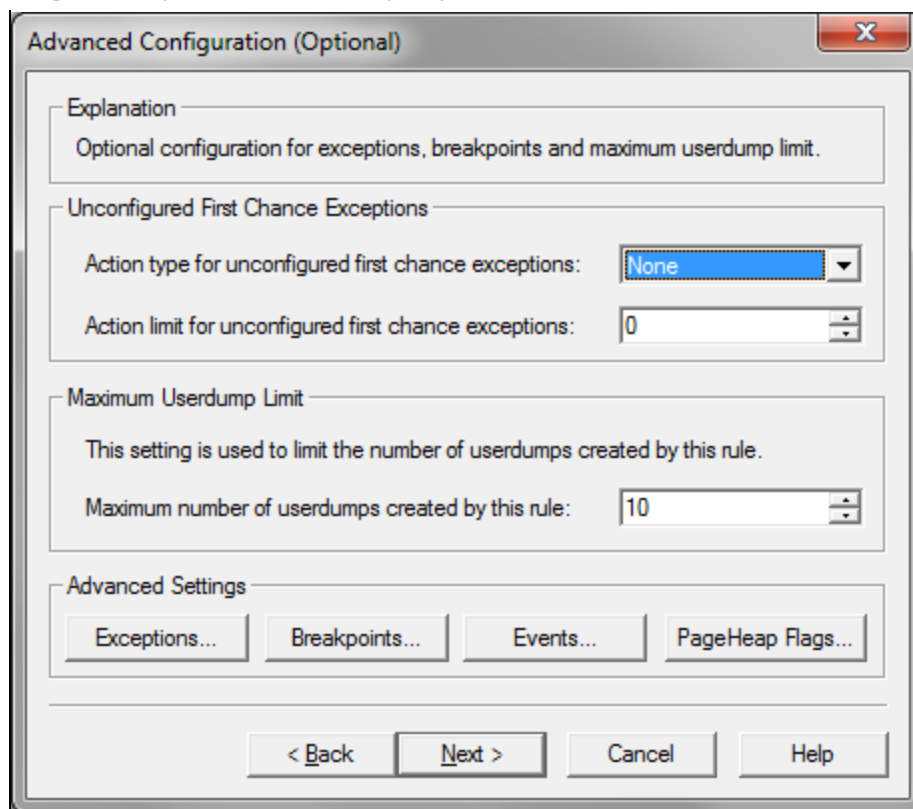 Advanced Configuration (Optional)
Explanation
Optional configuration for exceptions, breakpoints and maximum userdump limit.
Unconfigured First Chance Exceptions
Action type for unconfigured first chance exceptions: None
Action limit for unconfigured first chance exceptions: 0
Maximum Userdump Limit
This setting is used to limit the number of userdumps created by this rule.
Maximum number of userdumps created by this rule: 10
Advanced Settings
Exceptions... Breakpoints... Events... PageHeap Flags...
< Back Next > Cancel Help